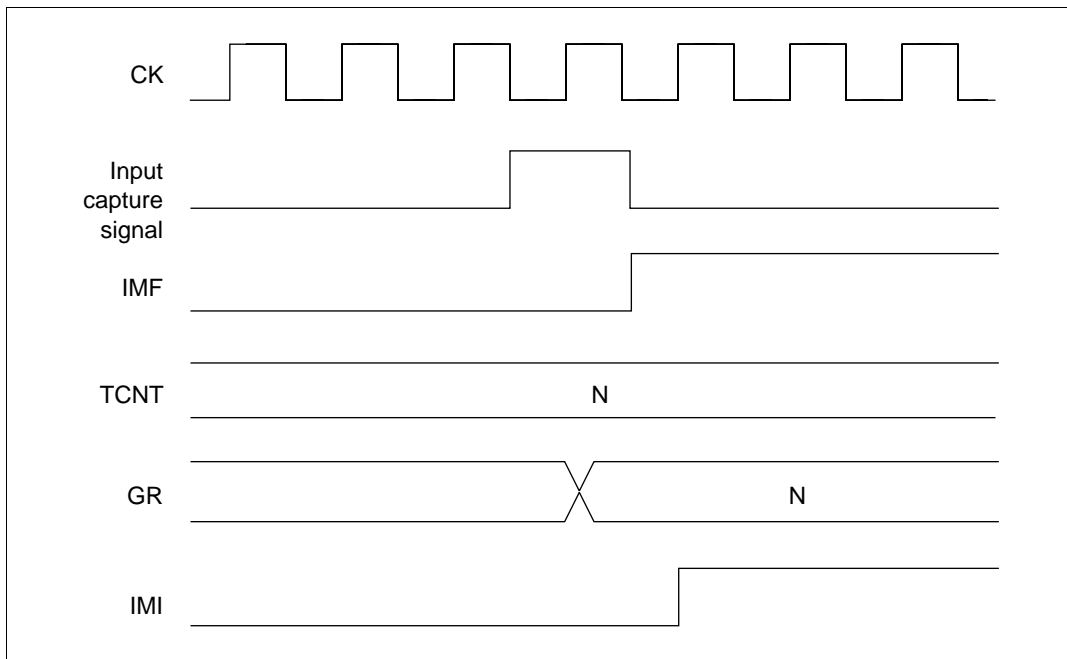 CK
Input
capture
signal
IMF
TCNT
N
GR
N
IMI